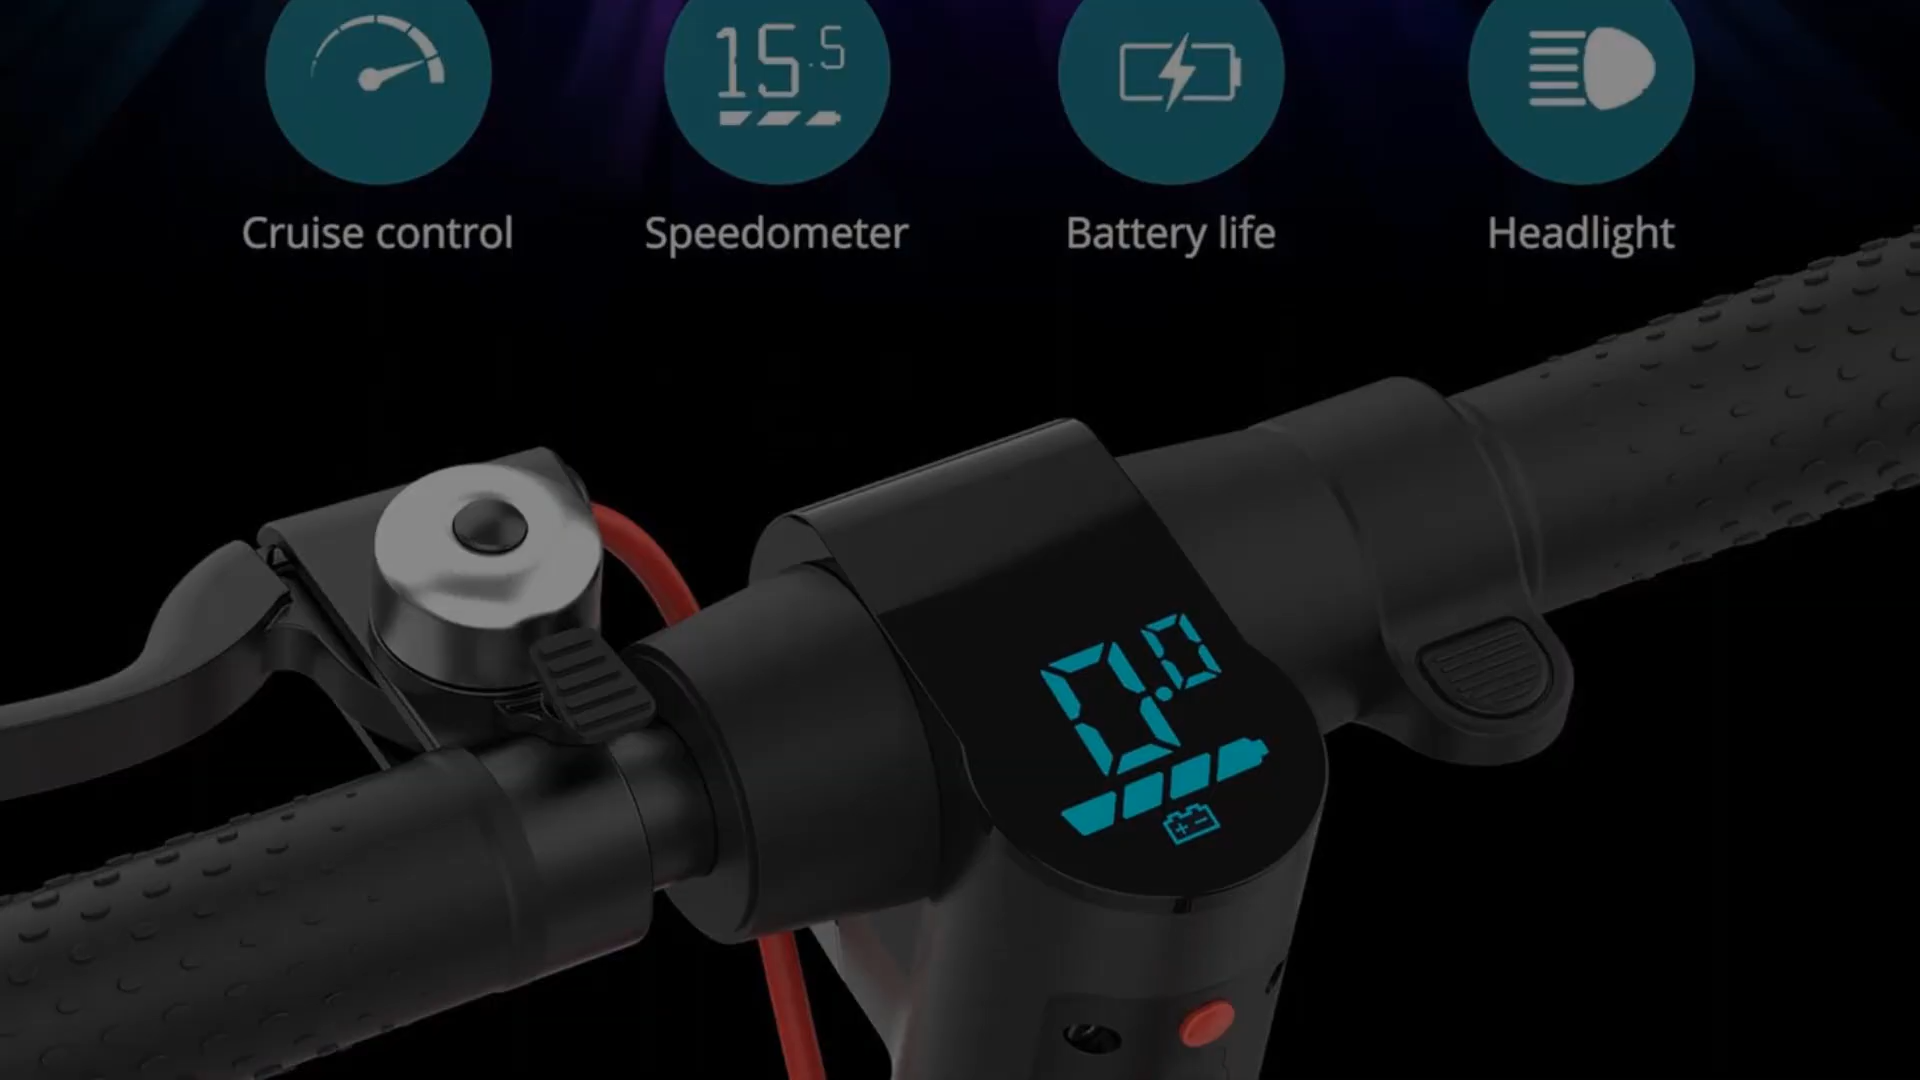 15.5
Cruise control
Speedometer
Battery life
Headlight
0.0